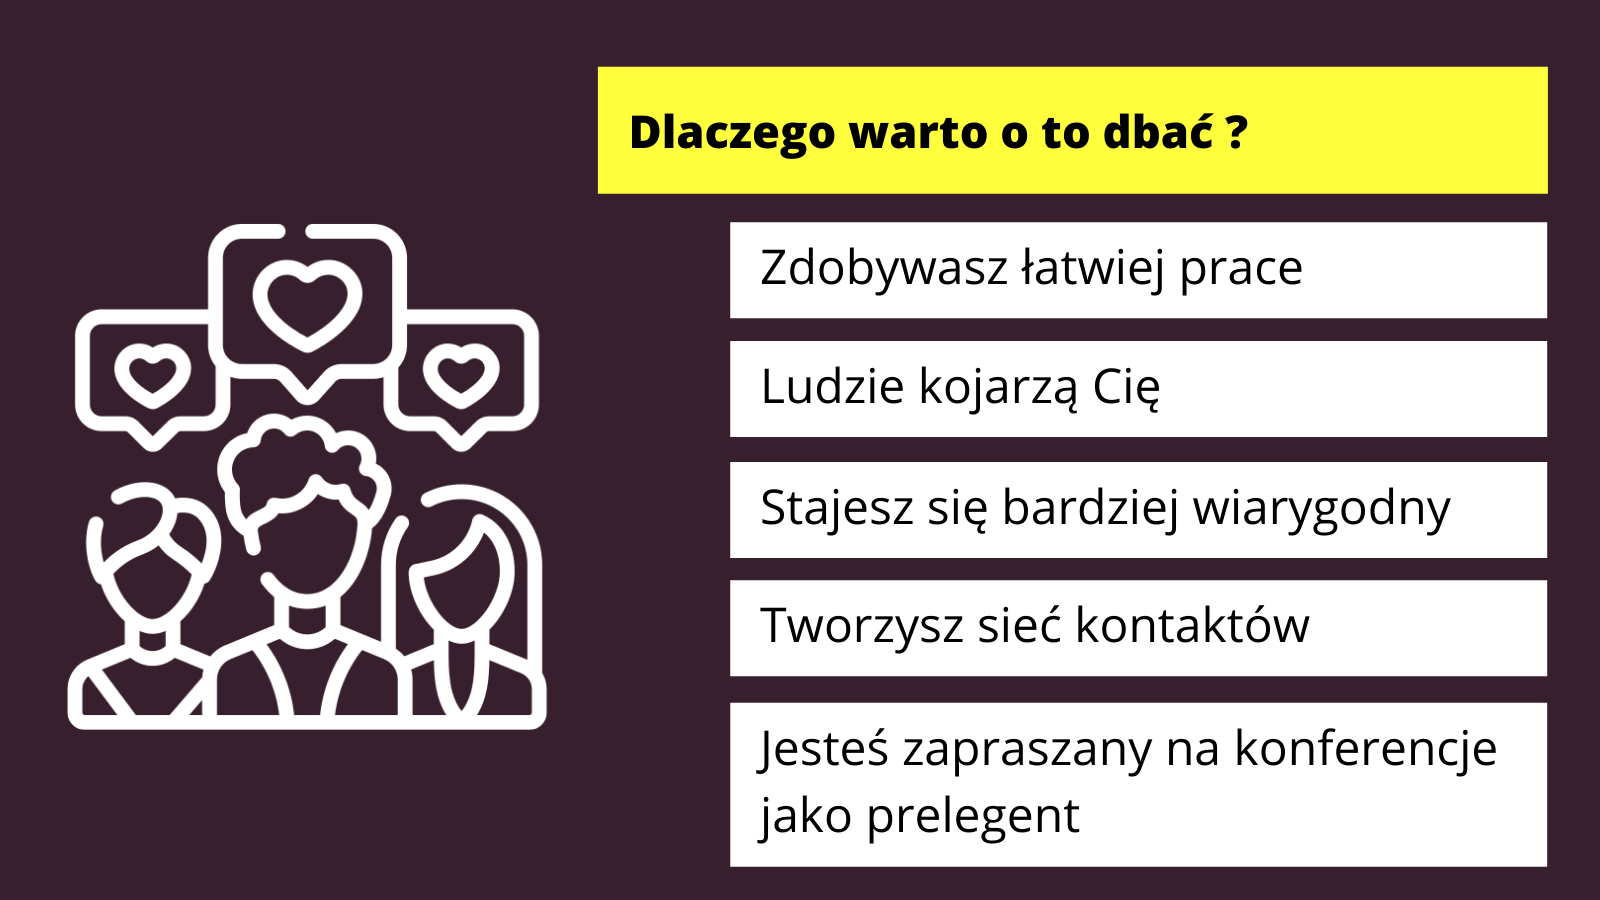 Dlaczego warto o to dbać ?
Zdobywasz łatwiej prace
Ludzie kojarzą Cię
Stajesz się bardziej wiarygodny
Tworzysz sieć kontaktów
Jesteś zapraszany na konferencje
jako prelegent